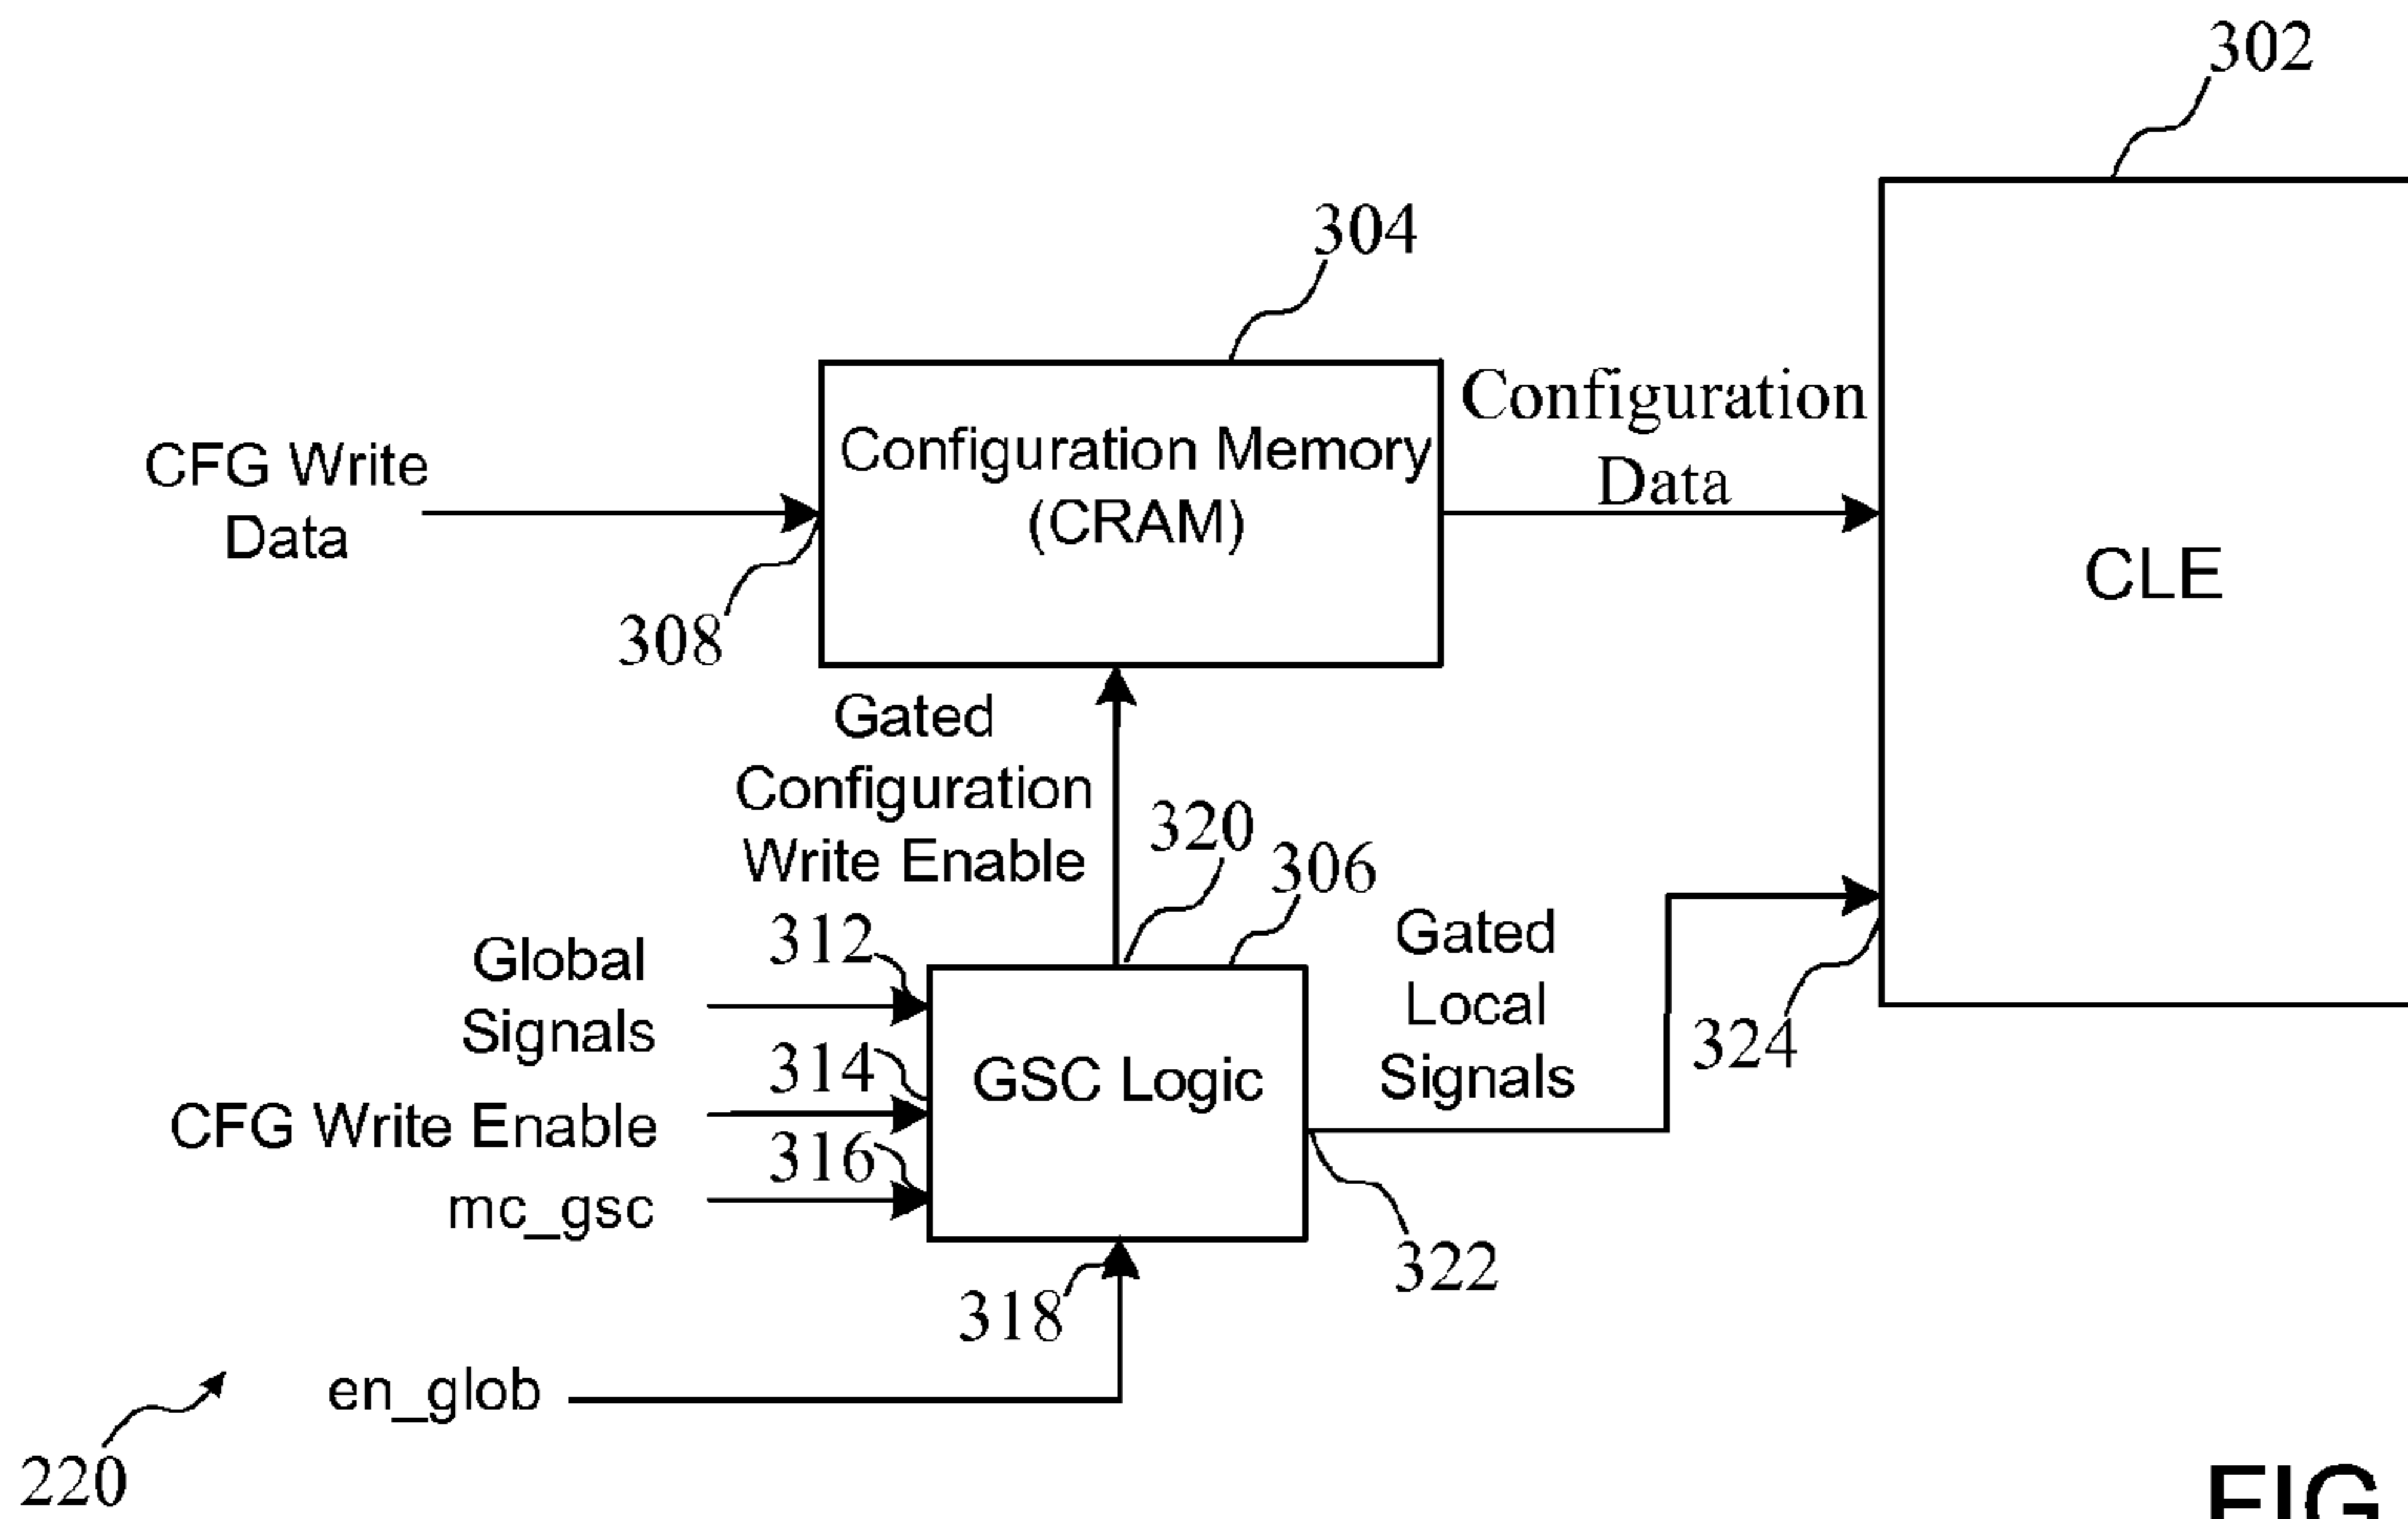 302
304
CFG Write
Data
308
Configuration Memory
(CRAM)
Configuration
Data
CLE
Gated
Configuration
Write Enable
320
306
Global
Signals
312
314
CFG Write Enable
316
mc_gsc
GSC Logic
Gated
Local
Signals
324
322
318
en_glob
220
FIG